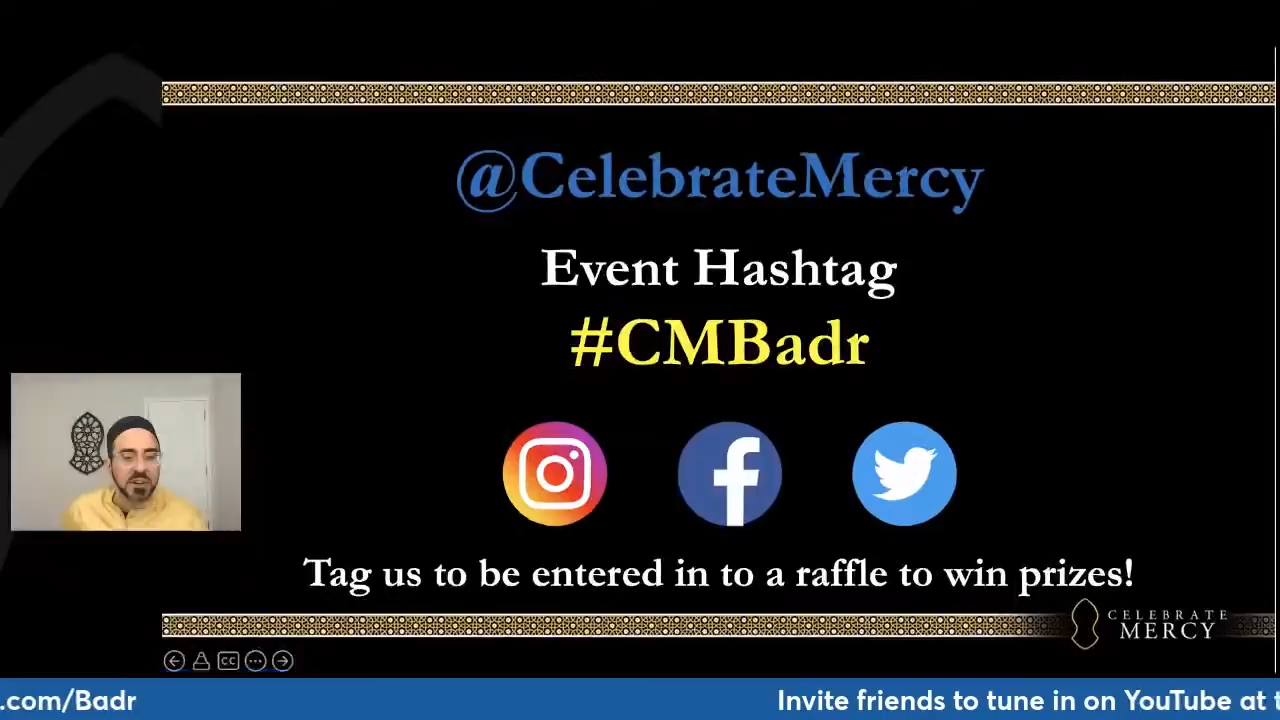 @CelebrateMercy
Event Hashtag
#CMBadr
Tag us to be entered in to a raffle to win prizes!
CELEBRATE
MERCY
CC
.com/Badr
Invite friends to tune in on YouTube at